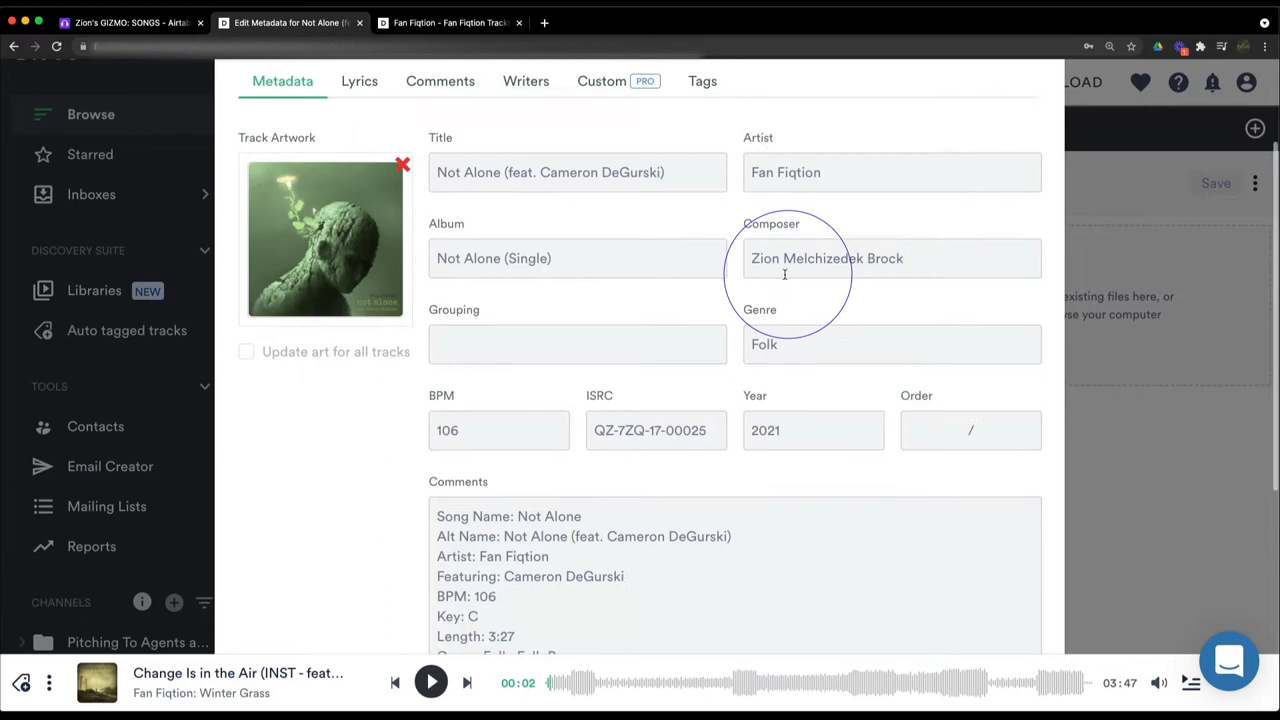 Zion's GIZMO: SONGS - Airtab
Edit Metadata for Not Alone (fe
Fan Fiqtion - Fan Fiqtion Track
Metadata
Lyrics
Comments
Writers
Custom PRO
Tags
LOAD
Browse
Starred
Inboxes
DISCOVERY SUITE
Libraries NEW
Auto tagged tracks
TOOLS
Contacts
Email Creator
Mailing Lists
Reports
CHANNELS
Pitching To Agents a...
Track Artwork
Update art for all tracks
Title
Not Alone (feat. Cameron DeGurski)
Artist
Fan Fiqtion
Album
Not Alone (Single)
Composer
Zion Melchizedek Brock
Grouping
Genre
Folk
BPM
106
ISRC
QZ-7ZQ-17-00025
Year
2021
Order
/
Comments
Song Name: Not Alone
Alt Name: Not Alone (feat. Cameron DeGurski)
Artist: Fan Fiqtion
Featuring: Cameron DeGurski
BPM: 106
Key: C
Length: 3:27
Save
existing files here, or
se your computer
Change Is in the Air (INST - feat...
Fan Fiqtion: Winter Grass
00:02
03:47